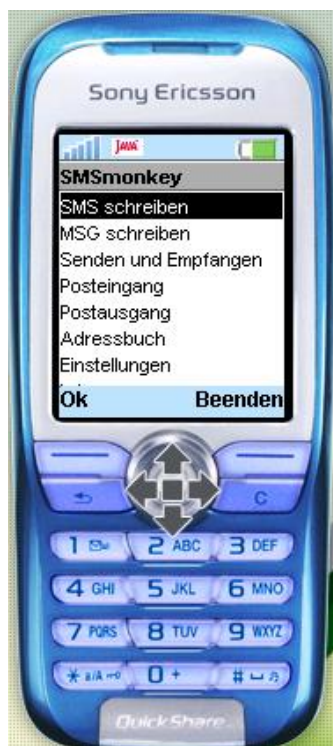 Sony Ericsson
JAVA
SMSmonkey
SMS schreiben
MSG schreiben
Senden und Empfangen
Posteingang
Postausgang
Adressbuch
Einstellungen
Ok Beenden
C
1 2 ABC 3 DEF
4 GHI 5 JKL 6 MNO
7 PQRS 8 TUV 9 WXYZ
* a/A 0 + #
QuickShare